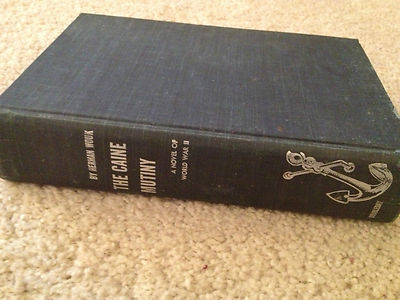 BY HERMAN WOUK
THE CAINE
MUTINY
A NOVEL OF
WORLD WAR II